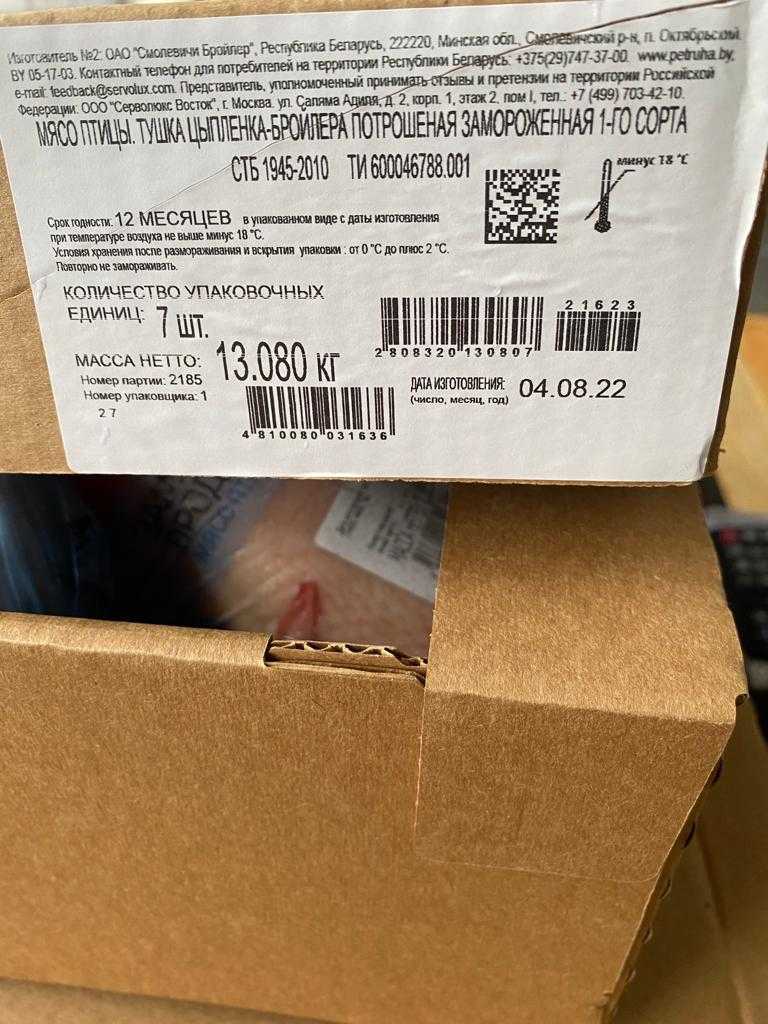 Изготовитель №2: ОАО "Смолевичи Бройлер", Республика Беларусь, 222220, Минская обл., Смолевичский р-н, п. Октябрьский
BY 05-17-03. Контактный телефон для потребителей на территории Республики Беларусь: +375(29)747-37-00. www.petruha.by,
e-mail: feedback@servolux.com. Представитель, уполномоченный принимать отзывы и претензии на территории Российской
Федерации: ООО "Серволюкс Восток", г. Москва. ул. Саляма Адиля, д. 2, корп. 1, этаж 2, пом I, тел.: +7 (499) 703-42-10.
МЯСО ПТИЦЫ. ТУШКА ЦЫПЛЕНКА-БРОЙЛЕРА ПОТРОШЕНАЯ ЗАМОРОЖЕННАЯ 1-ГО СОРТА
СТБ 1945-2010 ТИ 600046788.001
минус 18 °С
Срок годности: 12 МЕСЯЦЕВ в упакованном виде с даты изготовления
при температуре воздуха не выше минус 18 °С.
Условия хранения после размораживания и вскрытия упаковки : от 0 °С до плюс 2 °С.
Повторно не замораживать.
КОЛИЧЕСТВО УПАКОВОЧНЫХ
ЕДИНИЦ: 7 шт.
21623
2808320130807
МАССА НЕТТО: 13.080 кг
Номер партии: 2185
Номер упаковщика: 1
27
ДАТА ИЗГОТОВЛЕНИЯ: 04.08.22
(число, месяц, год)
4810080031636